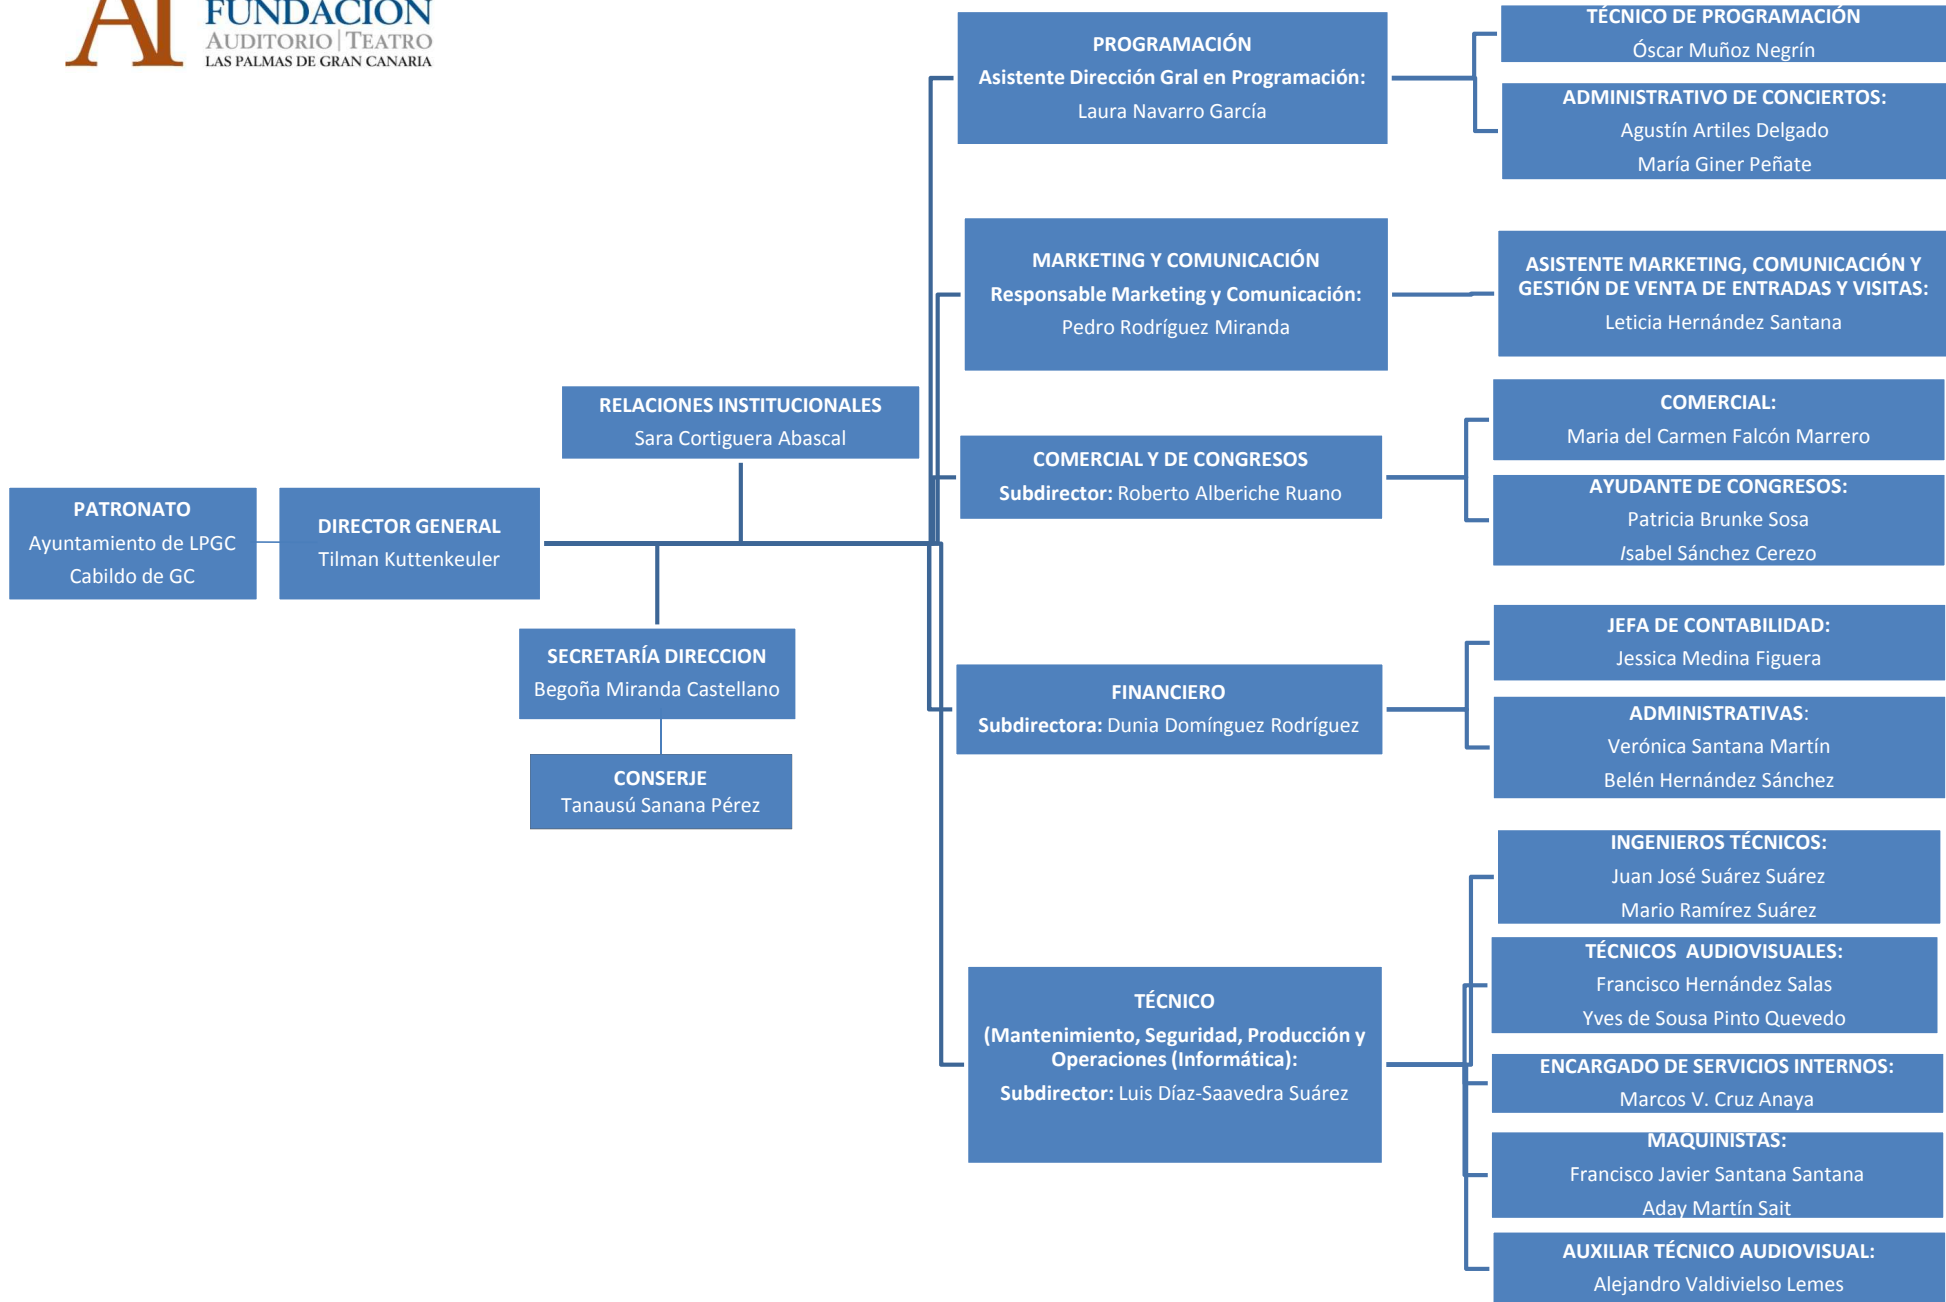 FUNDACIÓN
AUDITORIO | TEATRO
LAS PALMAS DE GRAN CANARIA
PATRONATO
Ayuntamiento de LPGC
Cabildo de GC
DIRECTOR GENERAL
Tilman Kuttenkeuler
RELACIONES INSTITUCIONALES
Sara Cortiguera Abascal
SECRETARÍA DIRECCION
Begoña Miranda Castellano
CONSERJE
Tanausú Sanana Pérez
PROGRAMACIÓN
Asistente Dirección Gral en Programación:
Laura Navarro García
TÉCNICO DE PROGRAMACIÓN
Óscar Muñoz Negrín
ADMINISTRATIVO DE CONCIERTOS:
Agustín Artiles Delgado
María Giner Peñate
MARKETING Y COMUNICACIÓN
Responsable Marketing y Comunicación:
Pedro Rodríguez Miranda
ASISTENTE MARKETING, COMUNICACIÓN Y
GESTIÓN DE VENTA DE ENTRADAS Y VISITAS:
Leticia Hernández Santana
COMERCIAL Y DE CONGRESOS
Subdirector: Roberto Alberiche Ruano
COMERCIAL:
Maria del Carmen Falcón Marrero
AYUDANTE DE CONGRESOS:
Patricia Brunke Sosa
Isabel Sánchez Cerezo
FINANCIERO
Subdirectora: Dunia Domínguez Rodríguez
JEFA DE CONTABILIDAD:
Jessica Medina Figuera
ADMINISTRATIVAS:
Verónica Santana Martín
Belén Hernández Sánchez
TÉCNICO
(Mantenimiento, Seguridad, Producción y
Operaciones (Informática):
Subdirector: Luis Díaz-Saavedra Suárez
INGENIEROS TÉCNICOS:
Juan José Suárez Suárez
Mario Ramírez Suárez
TÉCNICOS AUDIOVISUALES:
Francisco Hernández Salas
Yves de Sousa Pinto Quevedo
ENCARGADO DE SERVICIOS INTERNOS:
Marcos V. Cruz Anaya
MAQUINISTAS:
Francisco Javier Santana Santana
Aday Martín Sait
AUXILIAR TÉCNICO AUDIOVISUAL:
Alejandro Valdivielso Lemes